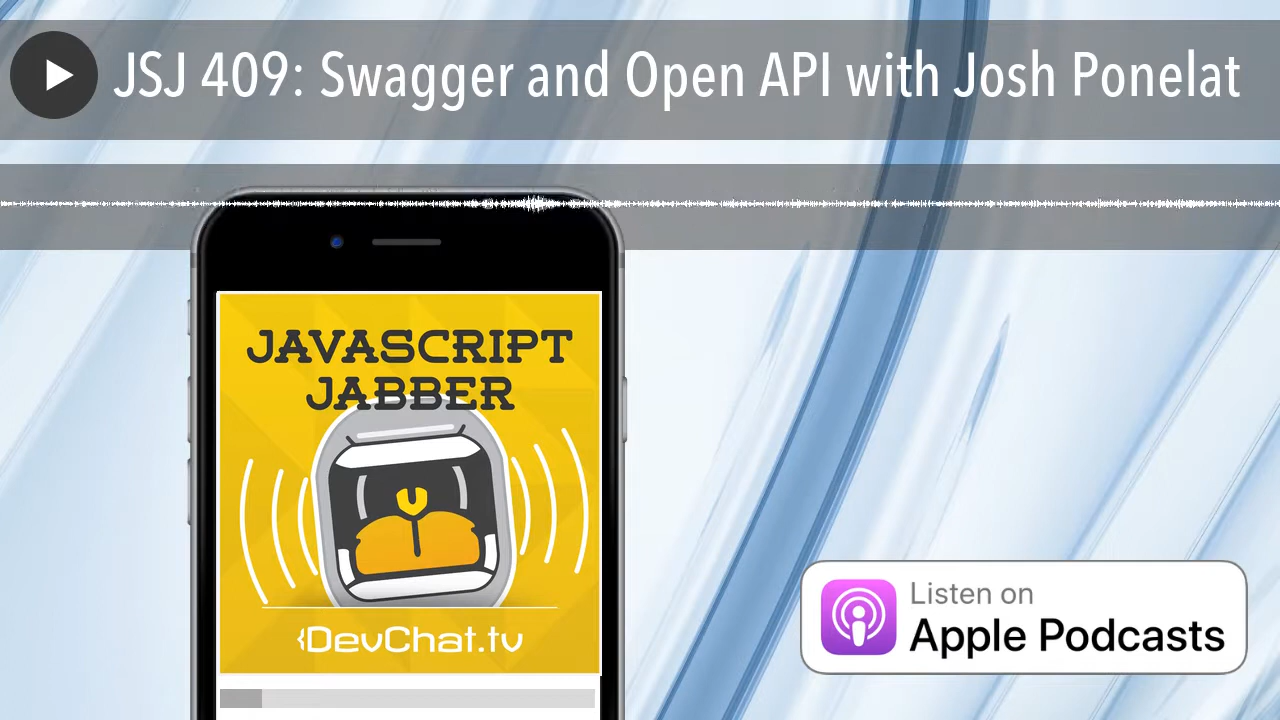 JSJ 409: Swagger and Open API with Josh Ponelat
JAVASCRIPT
JABBER
{DevChat.tv
Listen on
Apple Podcasts